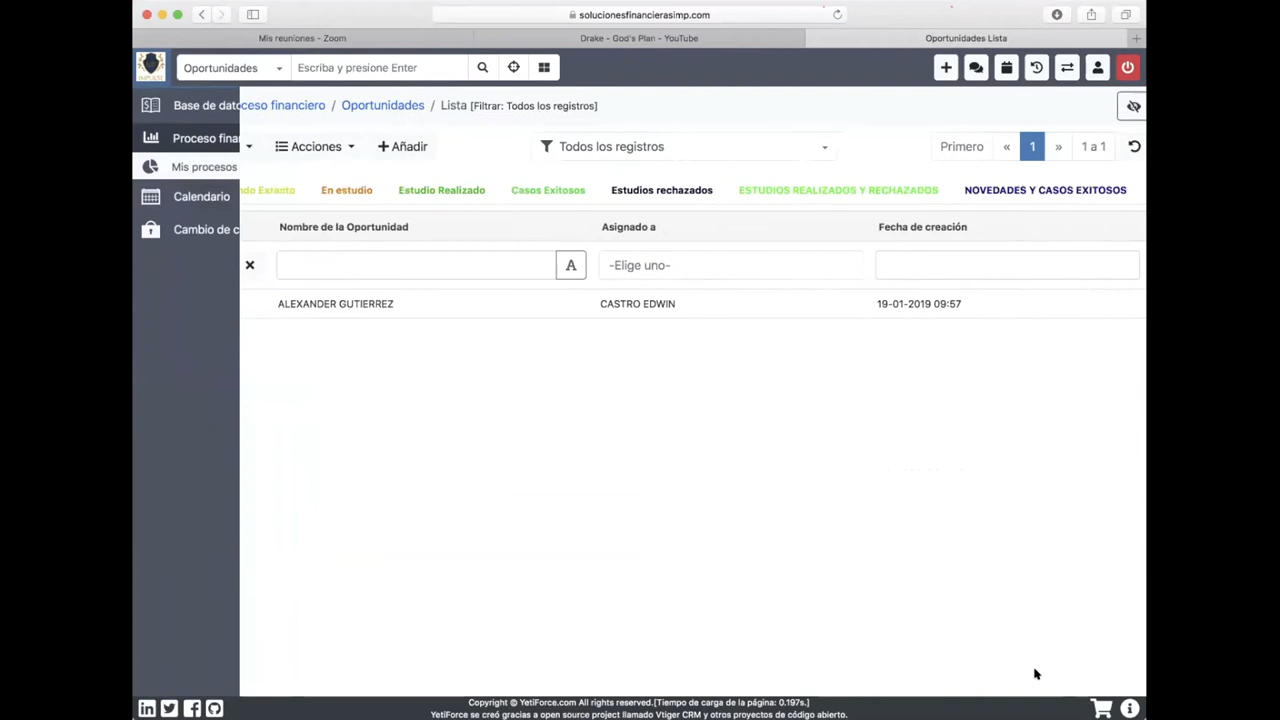 solucionesfinancierasimp.com
Mis reuniones - Zoom
Drake - God's Plan - YouTube
Oportunidades Lista
Oportunidades
Escriba y presione Enter
Base de datoceso financiero / Oportunidades / Lista [Filtrar: Todos los registros]
Proceso finan
Acciones
Añadir
Todos los registros
Primero « 1 » 1 a 1
Mis procesos
ndo Extanto
En estudio
Estudio Realizado
Casos Exitosos
Estudios rechazados
ESTUDIOS REALIZADOS Y RECHAZADOS
NOVEDADES Y CASOS EXITOSOS
Calendario
Cambio de c
Nombre de la Oportunidad
Asignado a
Fecha de creación
A
-Elige uno-
ALEXANDER GUTIERREZ
CASTRO EDWIN
19-01-2019 09:57
Copyright © YetiForce.com All rights reserved.[Tiempo de carga de la página: 0.197s.]
YetiForce se creó gracias a open source project llamado Vtiger CRM y otros proyectos de código abierto.